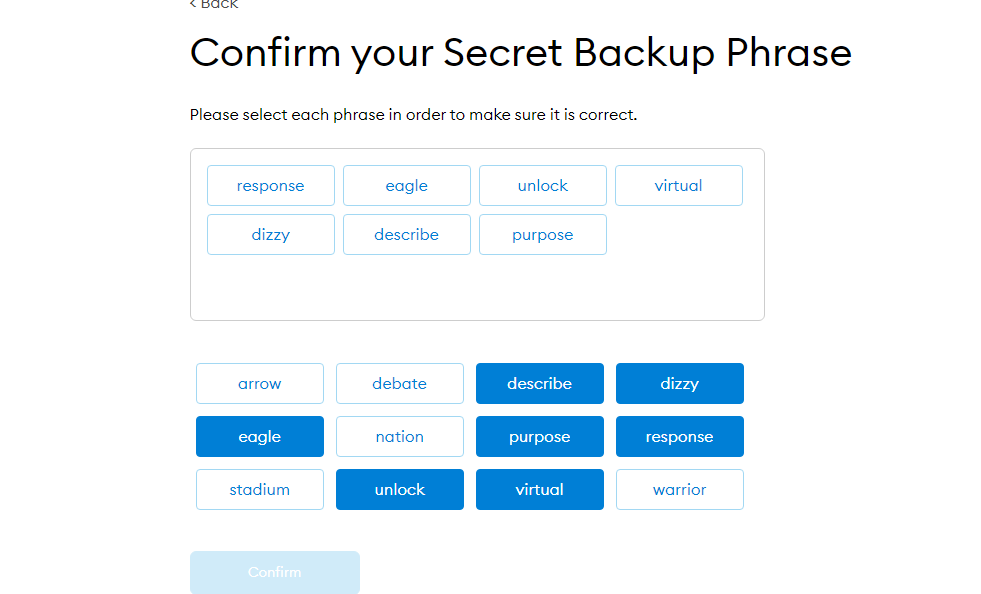 < Back
Confirm your Secret Backup Phrase
Please select each phrase in order to make sure it is correct.
response eagle unlock virtual
dizzy describe purpose
arrow debate describe dizzy
eagle nation purpose response
stadium unlock virtual warrior
Confirm